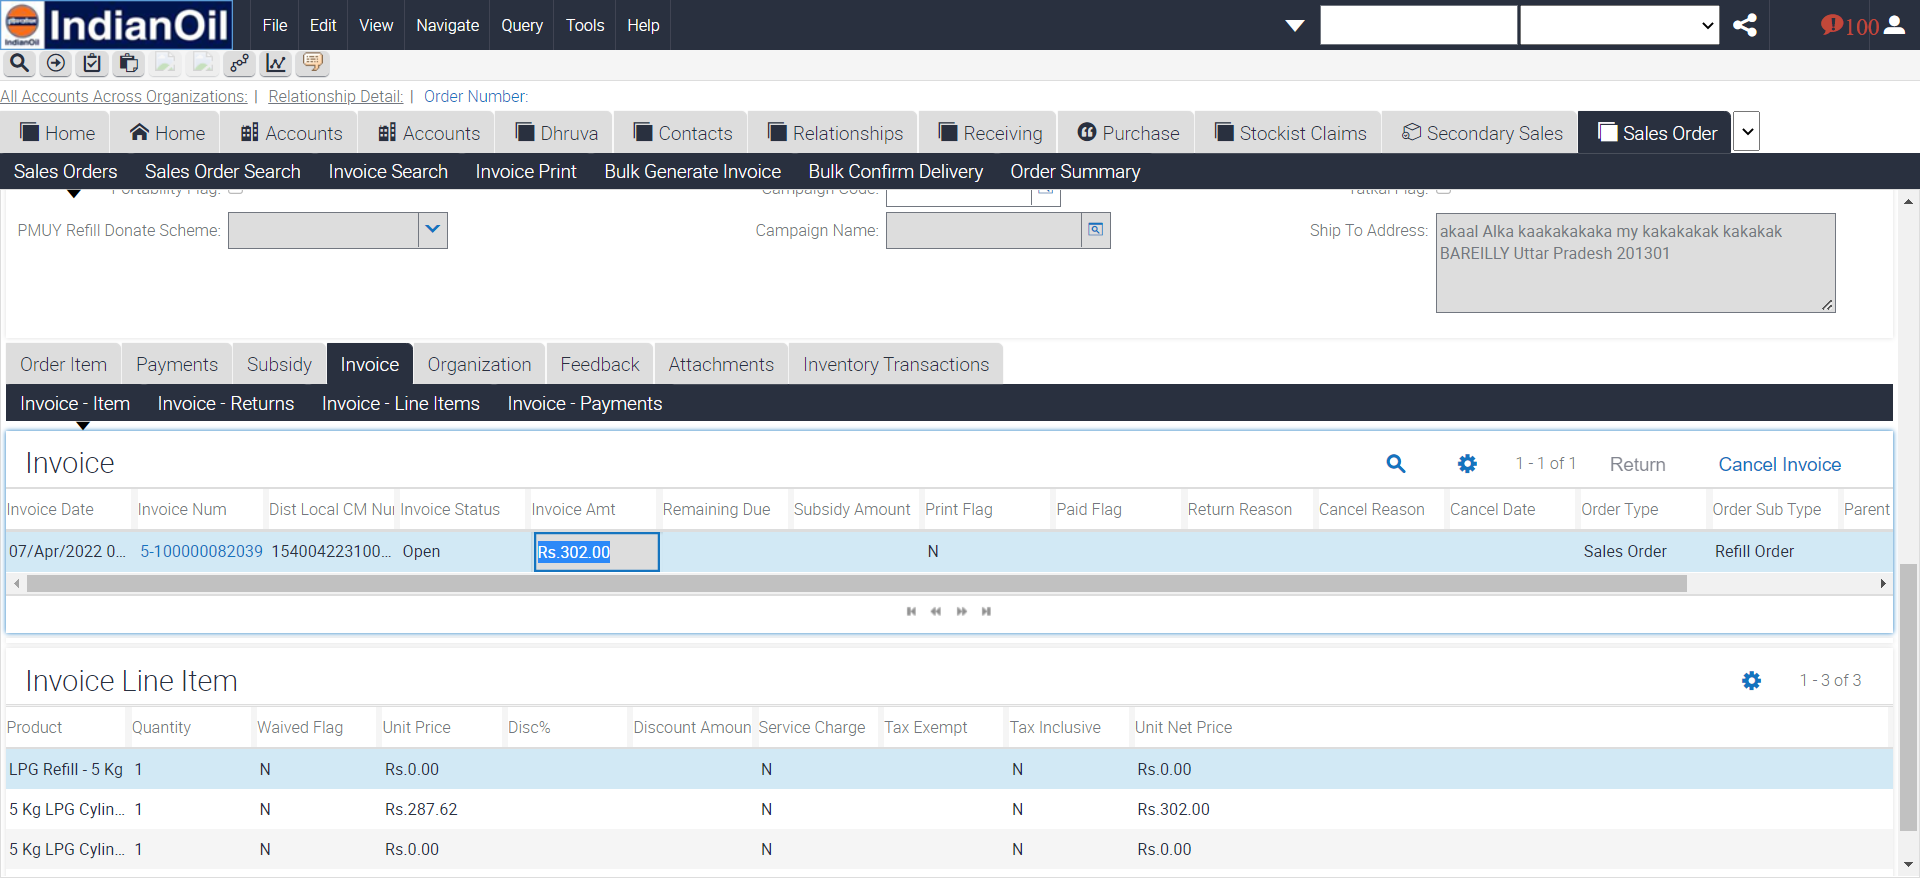 IndianOil
IndianOil File Edit View Navigate Query Tools Help 100
All Accounts Across Organizations: | Relationship Detail: | Order Number:
Home Home Accounts Accounts Dhruva Contacts Relationships Receiving Purchase Stockist Claims Secondary Sales Sales Order
Sales Orders Sales Order Search Invoice Search Invoice Print Bulk Generate Invoice Bulk Confirm Delivery Order Summary
Portability Flag: Campaign Code: Tatkal Flag:
PMUY Refill Donate Scheme: Campaign Name: Ship To Address: akaal Alka kaakakakaka my kakakakak kakakak
BAREILLY Uttar Pradesh 201301
Order Item Payments Subsidy Invoice Organization Feedback Attachments Inventory Transactions
Invoice - Item Invoice - Returns Invoice - Line Items Invoice - Payments
Invoice 1 - 1 of 1 Return Cancel Invoice
Invoice Date Invoice Num Dist Local CM Nu Invoice Status Invoice Amt Remaining Due Subsidy Amount Print Flag Paid Flag Return Reason Cancel Reason Cancel Date Order Type Order Sub Type Parent
07/Apr/2022 0... 5-100000082039 154004223100... Open Rs.302.00 N Sales Order Refill Order
Invoice Line Item 1 - 3 of 3
Product Quantity Waived Flag Unit Price Disc% Discount Amoun Service Charge Tax Exempt Tax Inclusive Unit Net Price
LPG Refill - 5 Kg 1 N Rs.0.00 N N Rs.0.00
5 Kg LPG Cylin... 1 N Rs.287.62 N N Rs.302.00
5 Kg LPG Cylin... 1 N Rs.0.00 N N Rs.0.00